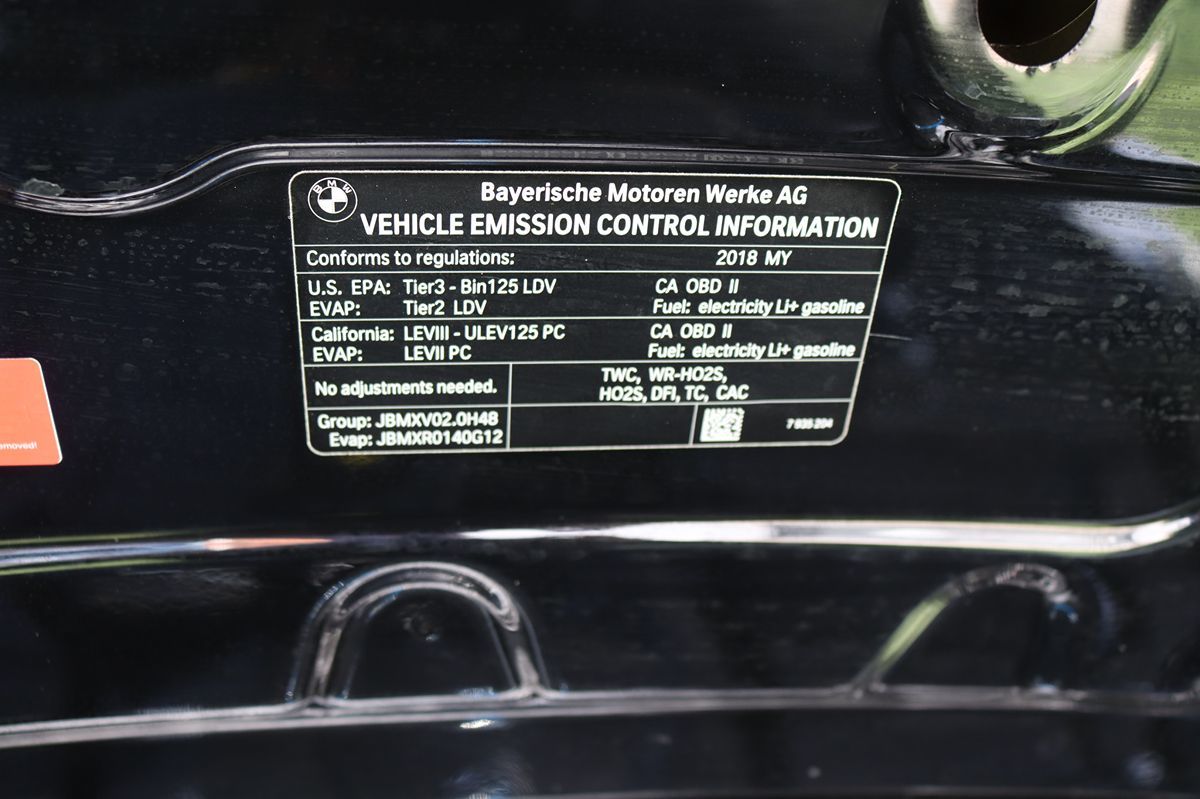 BMW
Bayerische Motoren Werke AG
VEHICLE EMISSION CONTROL INFORMATION
Conforms to regulations: 2018 MY
U.S. EPA: Tier3 - Bin125 LDV CA OBD II
EVAP: Tier2 LDV Fuel: electricity Li+ gasoline
California: LEVIII - ULEV125 PC CA OBD II
EVAP: LEVII PC Fuel: electricity Li+ gasoline
No adjustments needed.
TWC, WR-HO2S,
HO2S, DFI, TC, CAC
Group: JBMXV02.0H48
Evap: JBMXR0140G12
7 935 204
emoved!